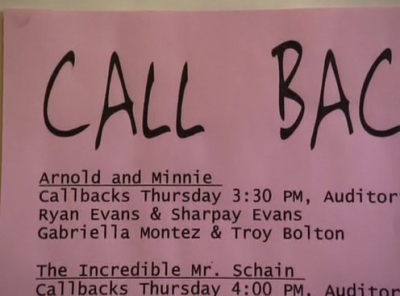 CALL BAC
Arnold and Minnie
Callbacks Thursday 3:30 PM, Auditor
Ryan Evans & Sharpay Evans
Gabriella Montez & Troy Bolton
The Incredible Mr. Schain
Callbacks Thursday 4:00 PM, Auditor